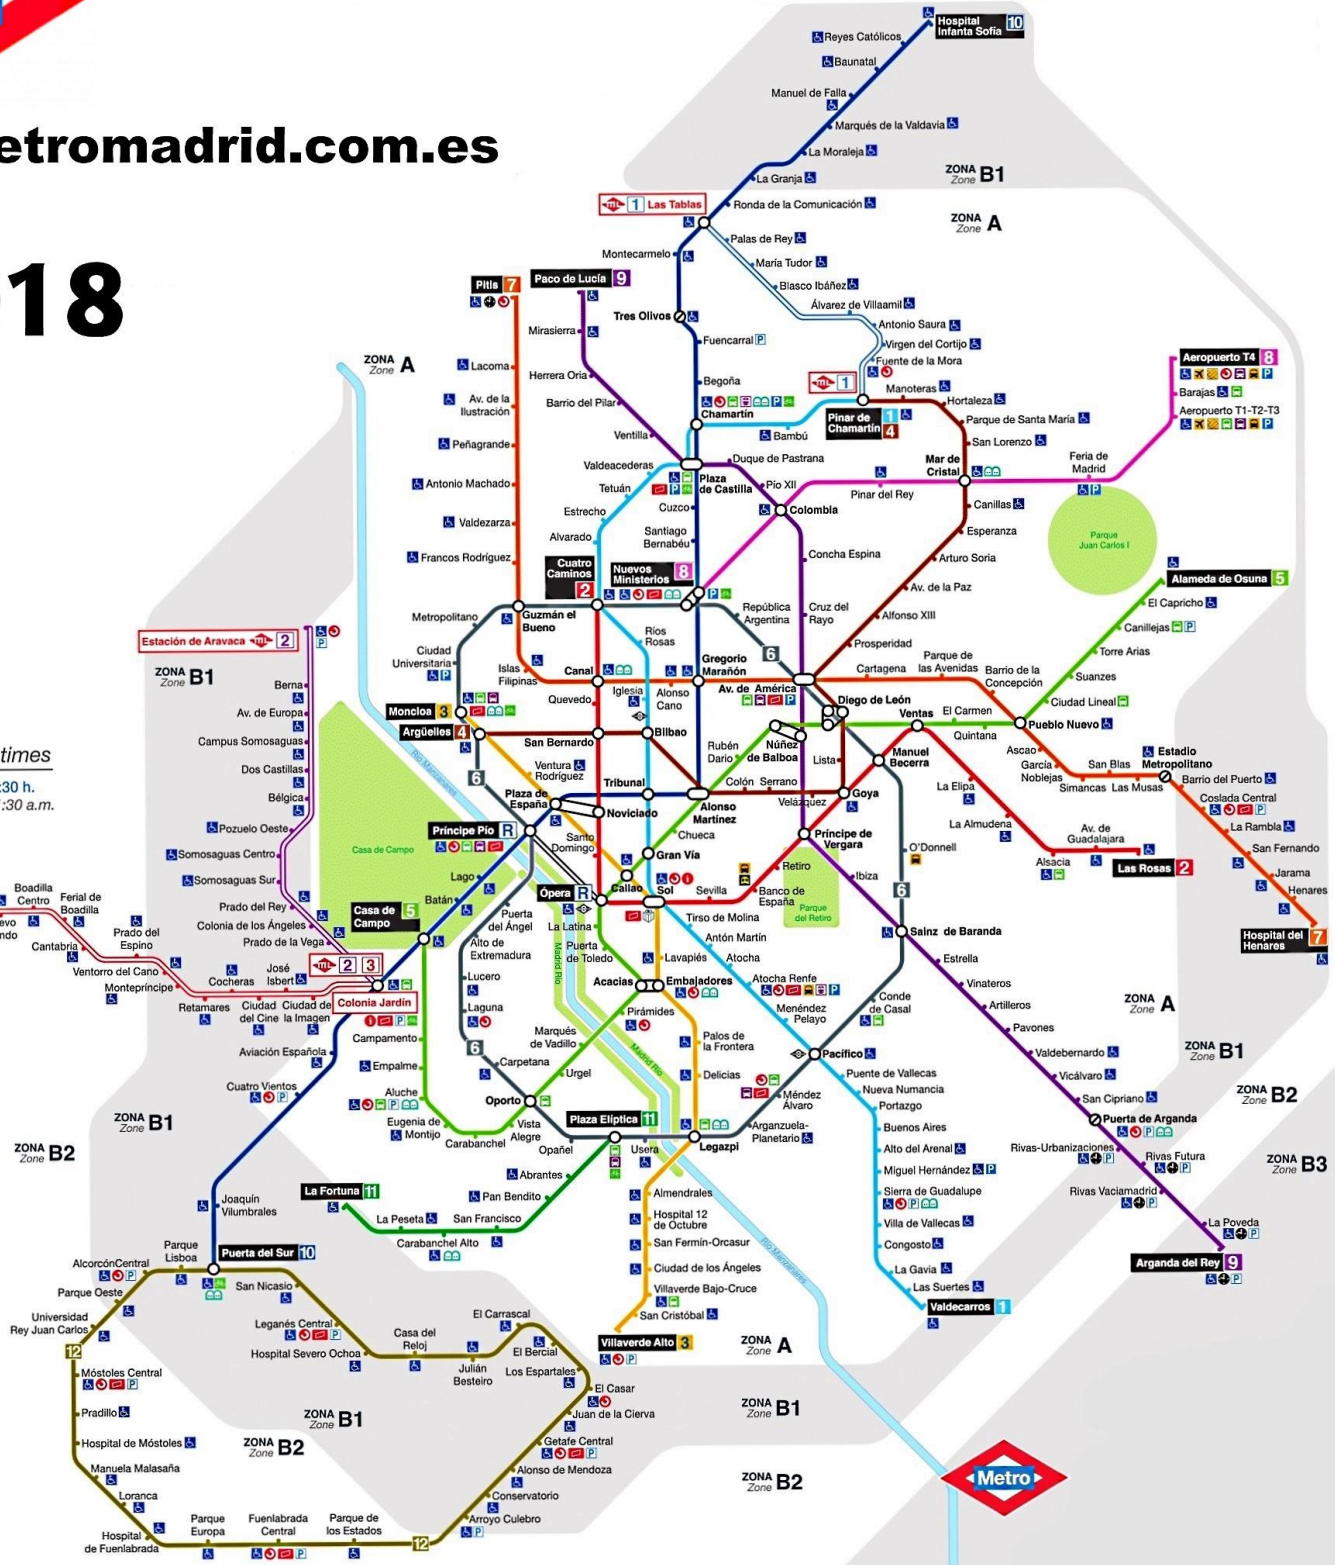 etromadrid.com.es
18
Hospital
Infanta Sofía 10
Reyes Católicos
Baunatal
Manuel de Falla
Marqués de la Valdavia
La Moraleja
La Granja
ZONA
Zone B1
Ronda de la Comunicación
ML 1 Las Tablas
ZONA
Zone A
Palas de Rey
Montecarmelo
María Tudor
Blasco Ibáñez
Pitis 7
Paco de Lucía 9
Álvarez de Villaamil
Tres Olivos
Antonio Saura
Mirasierra
Fuencarral P
Virgen del Cortijo
Fuente de la Mora
ZONA
Zone A
Lacoma
Herrera Oria
Begoña
ML 1
Manoteras
Hortaleza
Aeropuerto T4 8
Barajas
Aeropuerto T1-T2-T3
Av. de la
Ilustración
Barrio del Pilar
Chamartín
Pinar de
Chamartín 1
4
Parque de Santa María
Bambú
San Lorenzo
Peñagrande
Ventilla
Duque de Pastrana
Mar de
Cristal
Feria de
Madrid
Valdeacederas
Plaza
de Castilla
Antonio Machado
Tetuán
Pío XII
Pinar del Rey
Cuzco
Colombia
Canillas
Estrecho
Valdezarza
Santiago
Bernabéu
Esperanza
Parque
Juan Carlos I
Alvarado
Concha Espina
Arturo Soria
Francos Rodríguez
Cuatro
Caminos
2
Nuevos
Ministerios 8
Alameda de Osuna 5
Av. de la Paz
El Capricho
Metropolitano
Guzmán el
Bueno
República
Argentina
Cruz del
Rayo
Alfonso XIII
Canillejas
Estación de Aravaca ML 2
Ríos
Rosas
Prosperidad
Torre Arias
Ciudad
Universitaria
6
Islas
Filipinas
Canal
Gregorio
Marañón
Cartagena
Parque de
las Avenidas
Barrio de la
Concepción
Suanzes
ZONA
Zone B1
Berna
Quevedo
Iglesia
Alonso
Cano
Av. de
América
Diego de León
Ciudad Lineal
Moncloa 3
Argüelles 4
Av. de Europa
Ventas
El Carmen
Quintana
Pueblo Nuevo
San Bernardo
Bilbao
Rubén
Darío
Núñez
de Balboa
Campus Somosaguas
Manuel
Becerra
Ascao
García
Noblejas
Estadio
Metropolitano
times
Río Manzanares
Ventura
Rodríguez
Lista
San Blas
Simancas
Las Musas
Barrio del Puerto
Dos Castillas
6
Tribunal
Colón
Serrano
Velázquez
Goya
La Elipa
Coslada Central
:30 h.
:30 a.m.
Bélgica
Plaza de
España
Noviciado
Alonso
Martínez
La Almudena
La Rambla
Pozuelo Oeste
Príncipe Pío R
Santo
Domingo
Chueca
Príncipe de
Vergara
O'Donnell
Av. de
Guadalajara
San Fernando
Somosaguas Centro
Casa de Campo
Gran Vía
Retiro
Alsacia
Las Rosas 2
Jarama
Somosaguas Sur
Lago
Ópera R
Callao
Sol
Sevilla
Banco de
España
Ibiza
6
Henares
Batán
Parque
del Retiro
Boadilla
Centro
Ferial de
Boadilla
Prado del Rey
Casa de
Campo 5
Puerta
del Ángel
La Latina
Tirso de Molina
Colonia de los Ángeles
Sainz de Baranda
Hospital del
Henares 7
Cantabria
Prado del
Espino
Prado de la Vega
Alto de
Extremadura
Puerta
de Toledo
Antón Martín
Ventorro del Cano
ML 2 3
Lavapiés
Atocha
Estrella
Cocheras
José
Isbert
Lucero
Madrid Río
Acacias
Embajadores
Atocha Renfe
Vinateros
Montepríncipe
Colonia Jardín
Retamares
Ciudad
del Cine
Ciudad de
la Imagen
Laguna
Pirámides
Menéndez
Pelayo
Conde
de Casal
Artilleros
ZONA
Zone A
Campamento
Marqués
de Vadillo
Palos de
la Frontera
Pavones
Aviación Española
6
Madrid Río
Pacífico
Valdebernardo
ZONA
Zone B1
Empalme
Carpetana
Urgel
Delicias
Puente de Vallecas
Vicálvaro
Cuatro Vientos
Aluche
Oporto
Méndez
Álvaro
Nueva Numancia
San Cipriano
ZONA
Zone B2
ZONA
Zone B1
Portazgo
Eugenia de
Montijo
Vista
Alegre
Plaza Elíptica 11
Arganzuela-
Planetario
Puerta de Arganda
Buenos Aires
Carabanchel
Opañel
Usera
Legazpi
Rivas-Urbanizaciones
Rivas Futura
ZONA
Zone B2
Alto del Arenal
ZONA
Zone B3
Abrantes
Miguel Hernández
La Fortuna 11
Pan Bendito
Almendrales
Sierra de Guadalupe
Rivas Vaciamadrid
Joaquín
Vilumbrales
La Peseta
San Francisco
Hospital 12
de Octubre
Villa de Vallecas
La Poveda
Carabanchel Alto
San Fermín-Orcasur
Río Manzanares
Congosto
Parque
Lisboa
Puerta del Sur 10
Arganda del Rey 9
AlcorcónCentral
Ciudad de los Ángeles
La Gavia
Parque Oeste
San Nicasio
Villaverde Bajo-Cruce
Las Suertes
Universidad
Rey Juan Carlos
Leganés Central
El Carrascal
San Cristóbal
Valdecarros 1
Casa del
Reloj
12
Hospital Severo Ochoa
El Bercial
Villaverde Alto 3
ZONA
Zone A
Móstoles Central
Julián
Besteiro
Los Espartales
El Casar
Pradillo
ZONA
Zone B1
Juan de la Cierva
ZONA
Zone B1
Hospital de Móstoles
ZONA
Zone B2
Getafe Central
Manuela Malasaña
Alonso de Mendoza
ZONA
Zone B2
Metro
Loranca
Conservatorio
Parque
Europa
Fuenlabrada
Central
Parque de
los Estados
Arroyo Culebro
Hospital
de Fuenlabrada
12